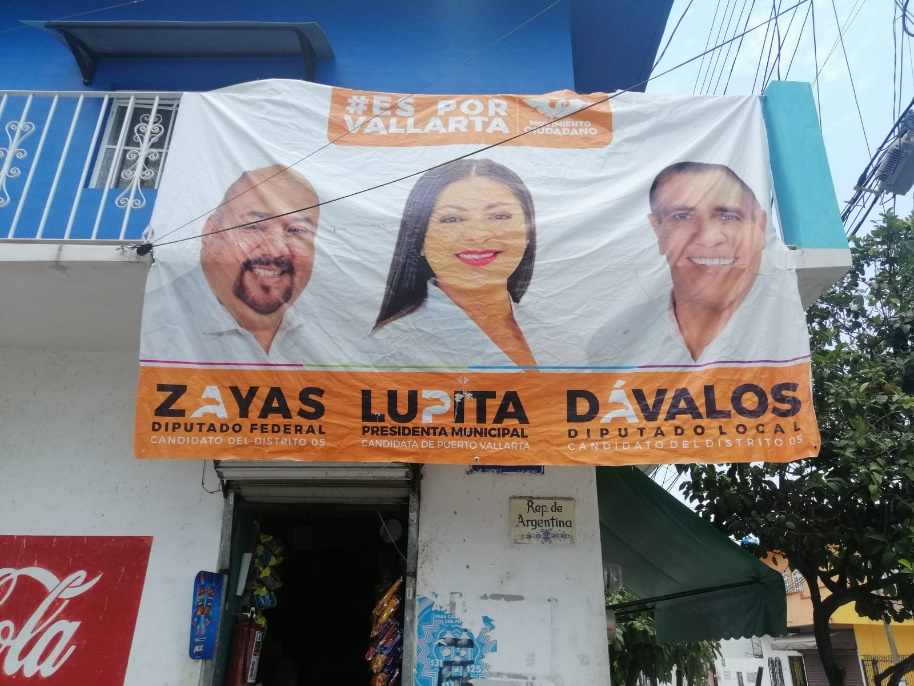 #ES POR
VALLARTA
MOVIMIENTO
CIUDADANO
ZAYAS
DIPUTADO FEDERAL
CANDIDATO DEL DISTRITO 05
LUPITA
PRESIDENTA MUNICIPAL
CANDIDATA DE PUERTO VALLARTA
DÁVALOS
DIPUTADO LOCAL
CANDIDATO DEL DISTRITO 05
Rep. de
Argentina
ola